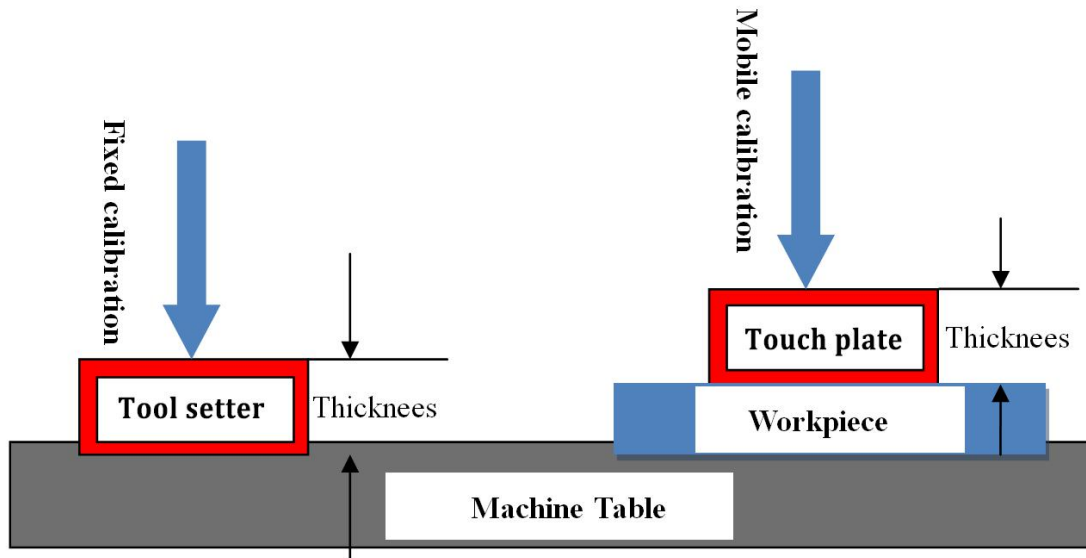 Fixed calibration
Mobile calibration
Tool setter
Thicknees
Touch plate
Thicknees
Workpiece
Machine Table